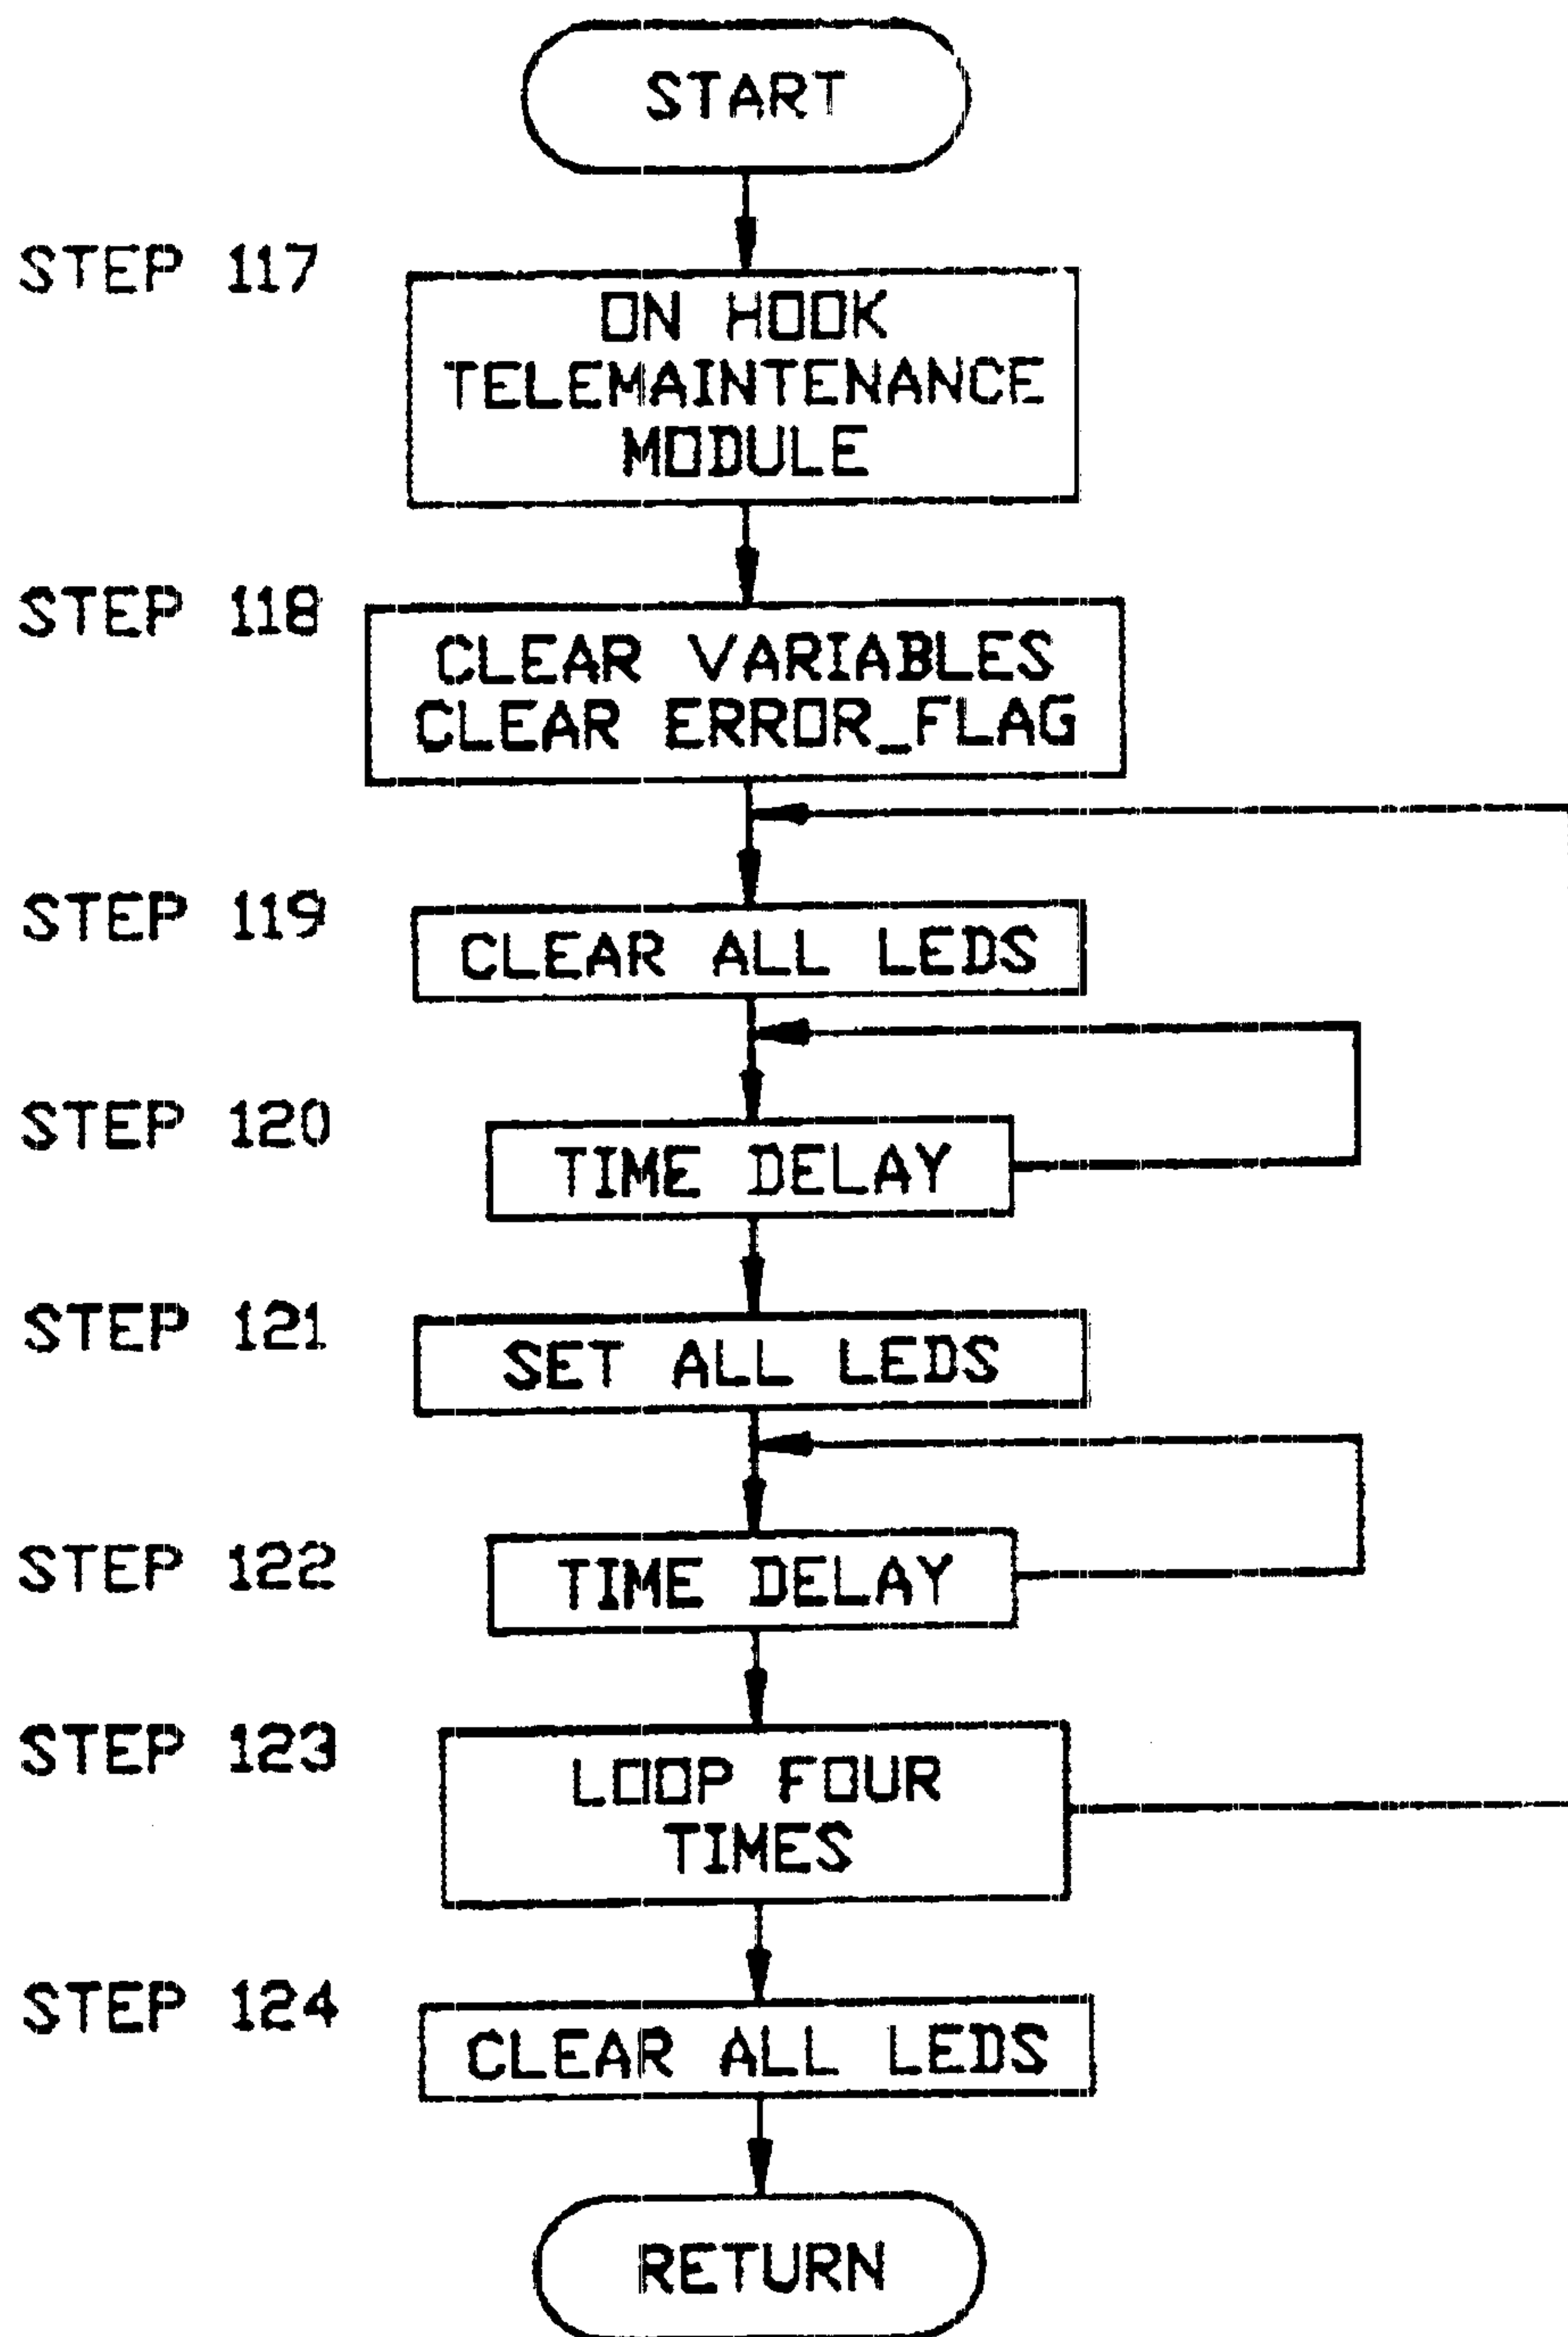 START
STEP 117
ON HOOK
TELEMAINTENANCE
MODULE
STEP 118
CLEAR VARIABLES
CLEAR ERROR_FLAG
STEP 119
CLEAR ALL LEDS
STEP 120
TIME DELAY
STEP 121
SET ALL LEDS
STEP 122
TIME DELAY
STEP 123
LOOP FOUR
TIMES
STEP 124
CLEAR ALL LEDS
RETURN